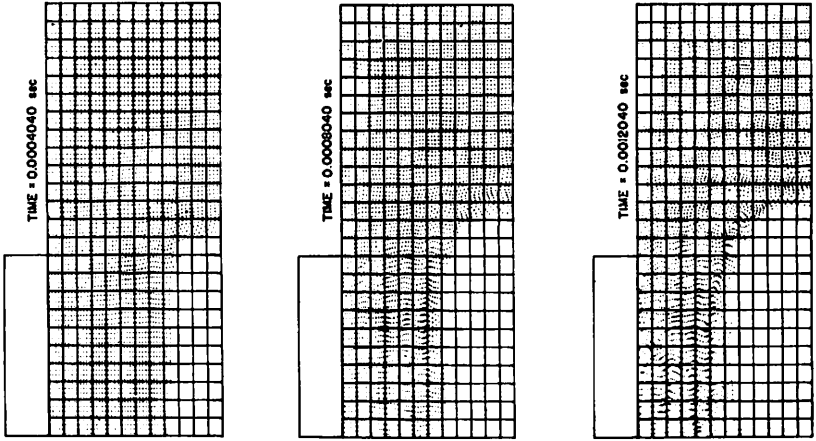 TIME = 0.0004040 sec
TIME = 0.0008040 sec
TIME = 0.0012040 sec